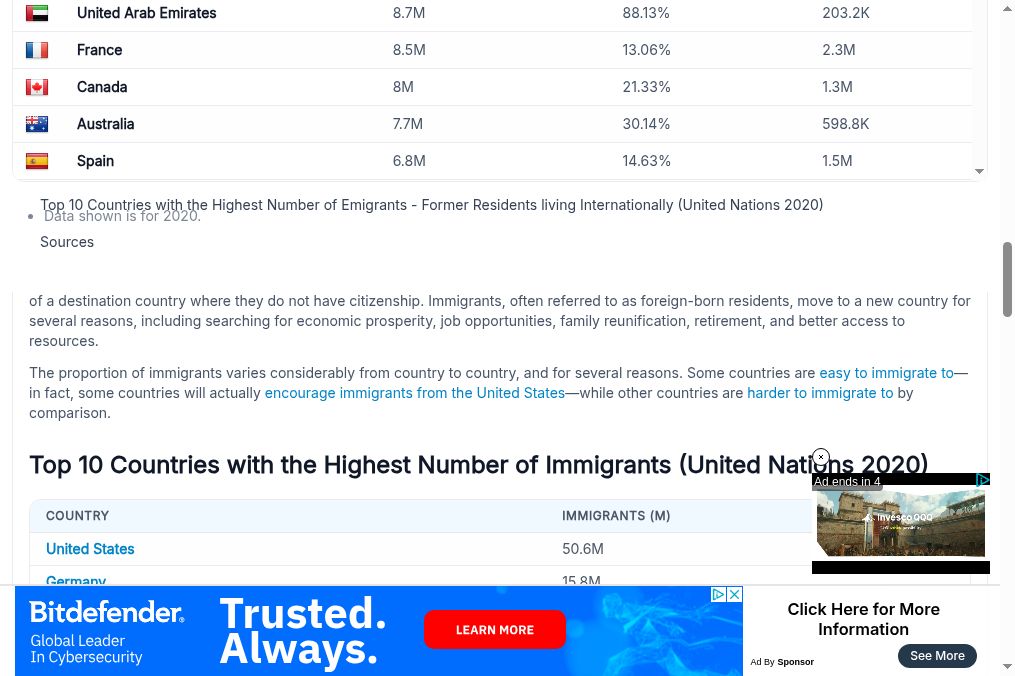 United Arab Emirates 8.7M 88.13% 203.2K
France 8.5M 13.06% 2.3M
Canada 8M 21.33% 1.3M
Australia 7.7M 30.14% 598.8K
Spain 6.8M 14.63% 1.5M
Top 10 Countries with the Highest Number of Emigrants - Former Residents living Internationally (United Nations 2020)
Data shown is for 2020.
Sources
of a destination country where they do not have citizenship. Immigrants, often referred to as foreign-born residents, move to a new country for
several reasons, including searching for economic prosperity, job opportunities, family reunification, retirement, and better access to
resources.
The proportion of immigrants varies considerably from country to country, and for several reasons. Some countries are easy to immigrate to—
in fact, some countries will actually encourage immigrants from the United States—while other countries are harder to immigrate to by
comparison.
Top 10 Countries with the Highest Number of Immigrants (United Nations 2020)
COUNTRY IMMIGRANTS (M)
United States 50.6M
Germany 15.8M
Ad ends in 4
Invesco QQQ
Bitdefender.
Global Leader
In Cybersecurity
Trusted.
Always.
LEARN MORE
Click Here for More
Information
Ad By Sponsor
See More